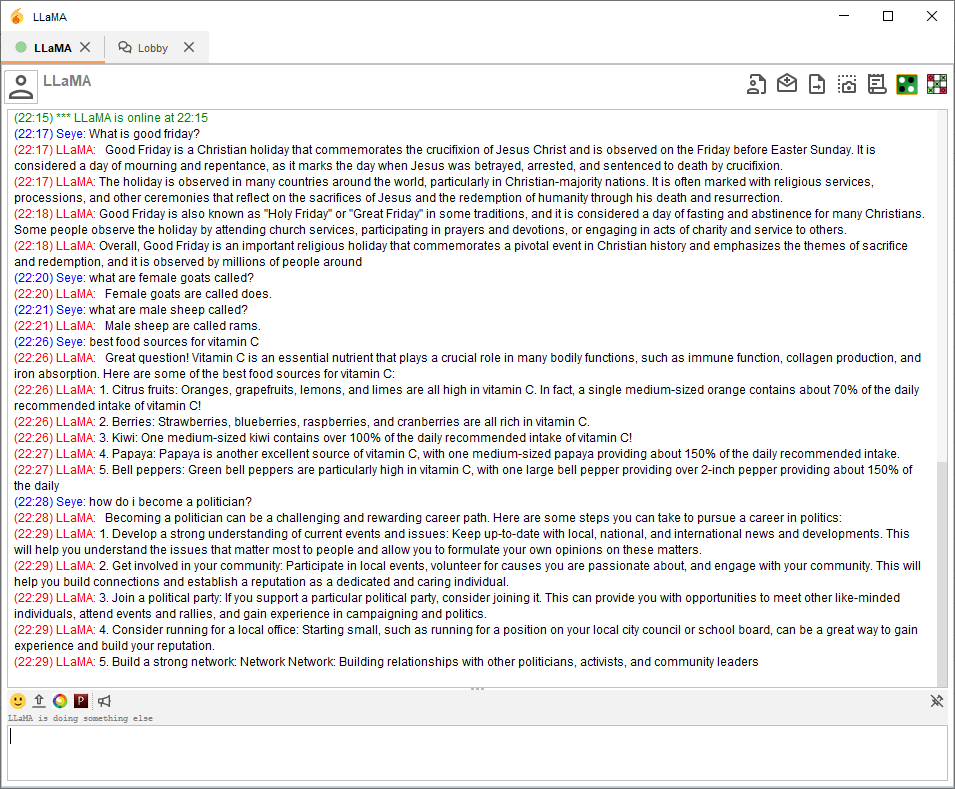 LLaMA
LLaMA Lobby
LLaMA
(22:15) *** LLaMA is online at 22:15
(22:17) Seye: What is good friday?
(22:17) LLaMA: Good Friday is a Christian holiday that commemorates the crucifixion of Jesus Christ and is observed on the Friday before Easter Sunday. It is
considered a day of mourning and repentance, as it marks the day when Jesus was betrayed, arrested, and sentenced to death by crucifixion.
(22:17) LLaMA: The holiday is observed in many countries around the world, particularly in Christian-majority nations. It is often marked with religious services,
processions, and other ceremonies that reflect on the sacrifices of Jesus and the redemption of humanity through his death and resurrection.
(22:18) LLaMA: Good Friday is also known as "Holy Friday" or "Great Friday" in some traditions, and it is considered a day of fasting and abstinence for many Christians.
Some people observe the holiday by attending church services, participating in prayers and devotions, or engaging in acts of charity and service to others.
(22:18) LLaMA: Overall, Good Friday is an important religious holiday that commemorates a pivotal event in Christian history and emphasizes the themes of sacrifice
and redemption, and it is observed by millions of people around
(22:20) Seye: what are female goats called?
(22:20) LLaMA: Female goats are called does.
(22:21) Seye: what are male sheep called?
(22:21) LLaMA: Male sheep are called rams.
(22:26) Seye: best food sources for vitamin C
(22:26) LLaMA: Great question! Vitamin C is an essential nutrient that plays a crucial role in many bodily functions, such as immune function, collagen production, and
iron absorption. Here are some of the best food sources for vitamin C:
(22:26) LLaMA: 1. Citrus fruits: Oranges, grapefruits, lemons, and limes are all high in vitamin C. In fact, a single medium-sized orange contains about 70% of the daily
recommended intake of vitamin C!
(22:26) LLaMA: 2. Berries: Strawberries, blueberries, raspberries, and cranberries are all rich in vitamin C.
(22:26) LLaMA: 3. Kiwi: One medium-sized kiwi contains over 100% of the daily recommended intake of vitamin C!
(22:27) LLaMA: 4. Papaya: Papaya is another excellent source of vitamin C, with one medium-sized papaya providing about 150% of the daily recommended intake.
(22:27) LLaMA: 5. Bell peppers: Green bell peppers are particularly high in vitamin C, with one large bell pepper providing over 2-inch pepper providing about 150% of
the daily
(22:28) Seye: how do i become a politician?
(22:28) LLaMA: Becoming a politician can be a challenging and rewarding career path. Here are some steps you can take to pursue a career in politics:
(22:29) LLaMA: 1. Develop a strong understanding of current events and issues: Keep up-to-date with local, national, and international news and developments. This
will help you understand the issues that matter most to people and allow you to formulate your own opinions on these matters.
(22:29) LLaMA: 2. Get involved in your community: Participate in local events, volunteer for causes you are passionate about, and engage with your community. This will
help you build connections and establish a reputation as a dedicated and caring individual.
(22:29) LLaMA: 3. Join a political party: If you support a particular political party, consider joining it. This can provide you with opportunities to meet other like-minded
individuals, attend events and rallies, and gain experience in campaigning and politics.
(22:29) LLaMA: 4. Consider running for a local office: Starting small, such as running for a position on your local city council or school board, can be a great way to gain
experience and build your reputation.
(22:29) LLaMA: 5. Build a strong network: Network Network: Building relationships with other politicians, activists, and community leaders
P
LLaMA is doing something else